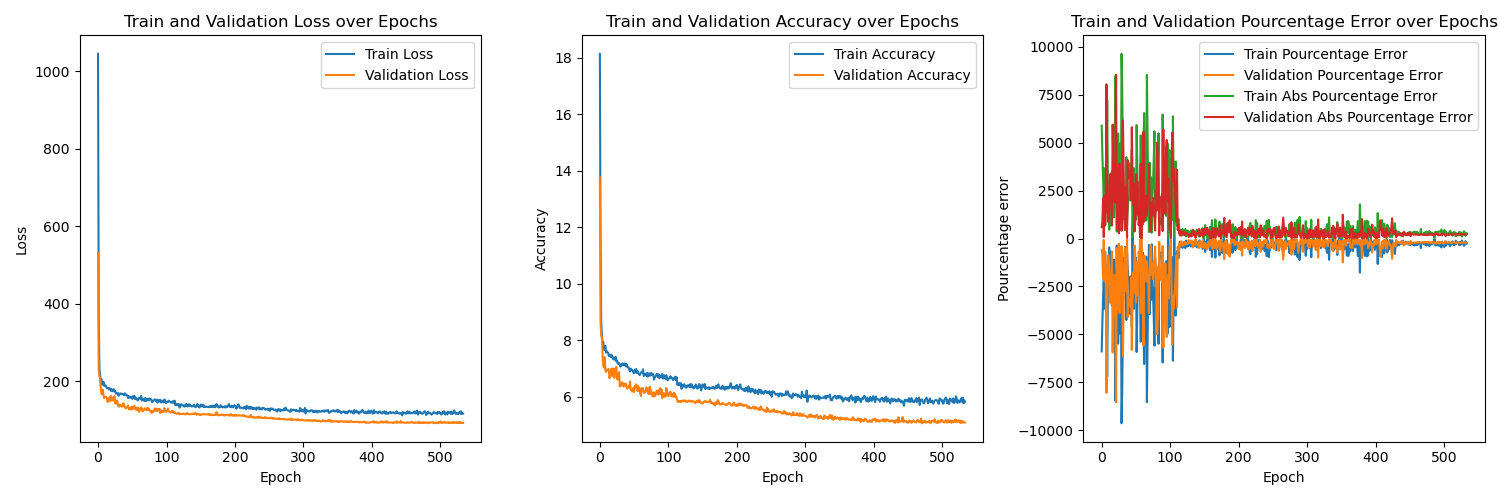 Train and Validation Loss over Epochs
Loss
1000
800
600
400
200
Train Loss
Validation Loss
0 100 200 300 400 500
Epoch
Train and Validation Accuracy over Epochs
Accuracy
18
16
14
12
10
8
6
Train Accuracy
Validation Accuracy
0 100 200 300 400 500
Epoch
Train and Validation Pourcentage Error over Epochs
Pourcentage error
10000
7500
5000
2500
0
−2500
−5000
−7500
−10000
Train Pourcentage Error
Validation Pourcentage Error
Train Abs Pourcentage Error
Validation Abs Pourcentage Error
0 100 200 300 400 500
Epoch